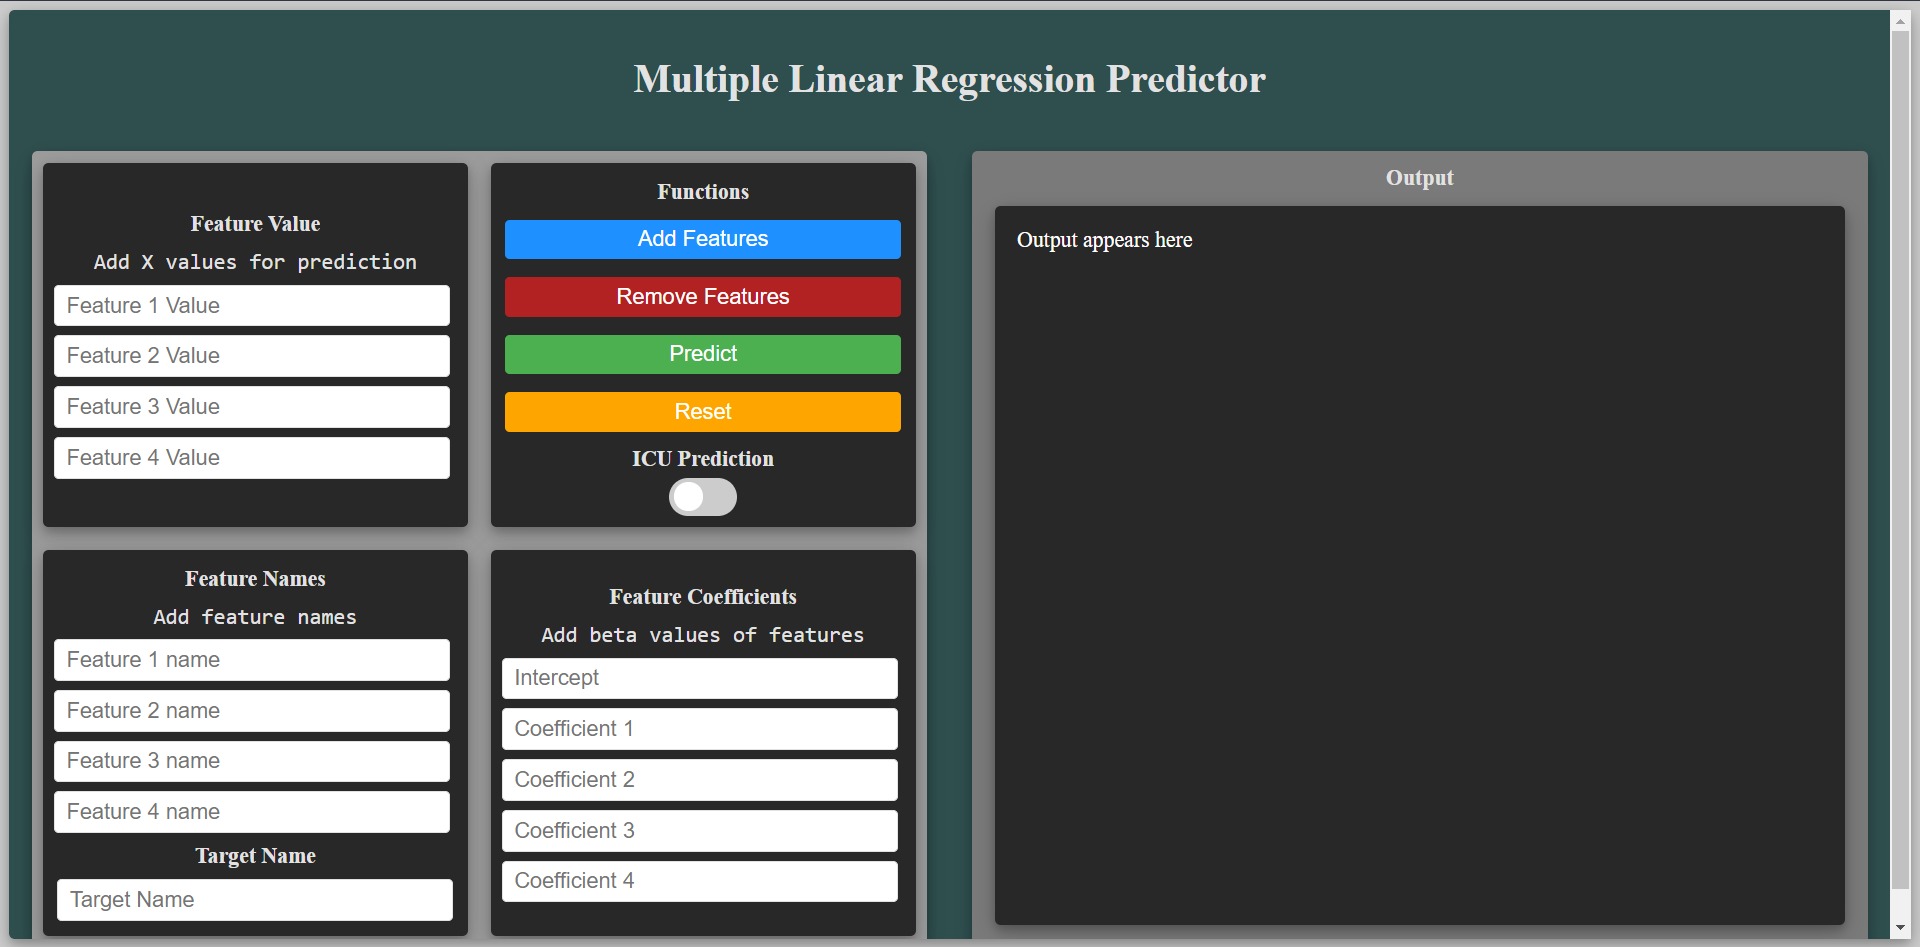 Multiple Linear Regression Predictor
Feature Value
Add X values for prediction
Feature 1 Value
Feature 2 Value
Feature 3 Value
Feature 4 Value
Functions
Add Features
Remove Features
Predict
Reset
ICU Prediction
Feature Names
Add feature names
Feature 1 name
Feature 2 name
Feature 3 name
Feature 4 name
Target Name
Target Name
Feature Coefficients
Add beta values of features
Intercept
Coefficient 1
Coefficient 2
Coefficient 3
Coefficient 4
Output
Output appears here